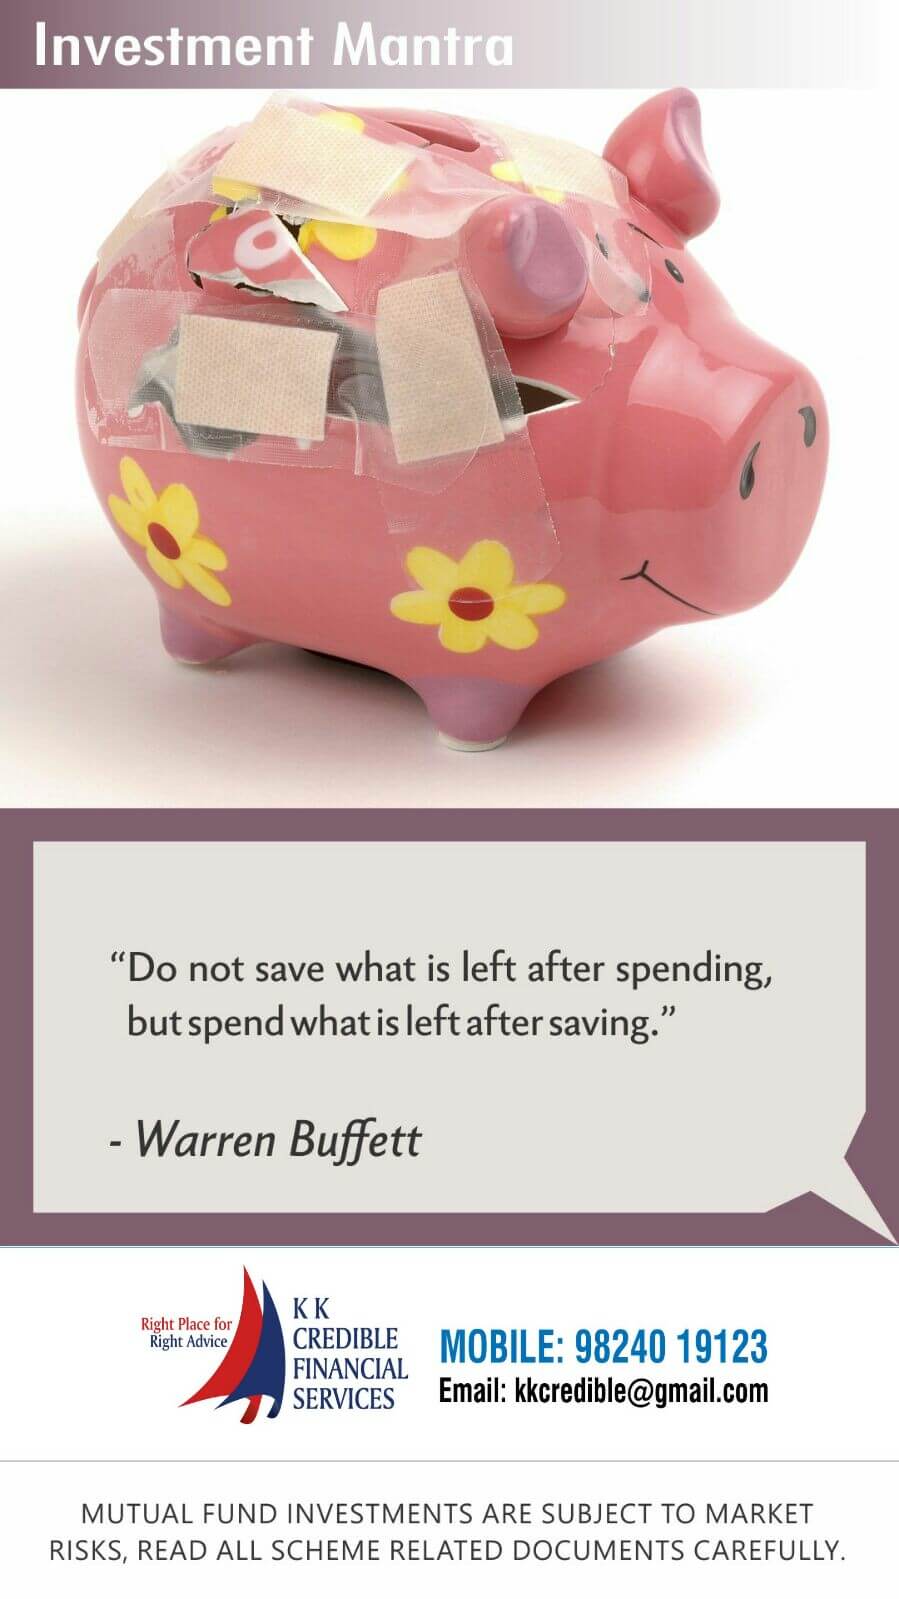 Investment Mantra
“Do not save what is left after spending,
but spend what is left after saving.”
- Warren Buffett
Right Place for
Right Advice
K K
CREDIBLE
FINANCIAL
SERVICES
MOBILE: 98240 19123
Email: kkcredible@gmail.com
MUTUAL FUND INVESTMENTS ARE SUBJECT TO MARKET
RISKS, READ ALL SCHEME RELATED DOCUMENTS CAREFULLY.